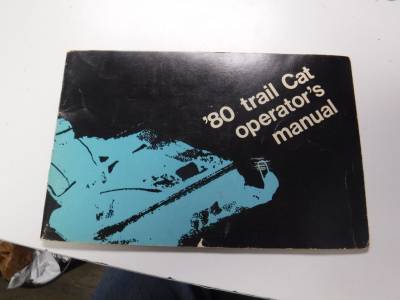 '80 trail Cat
operator's
manual